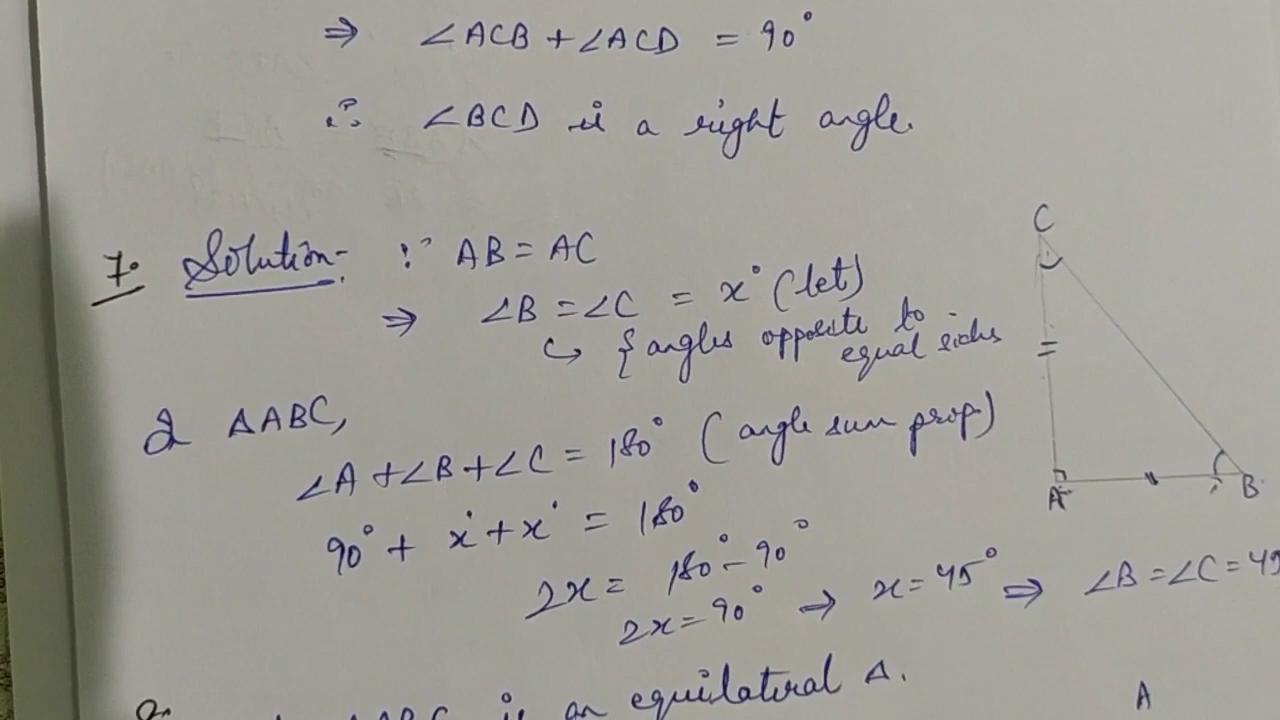 ⇒ ∠ACB + ∠ACD = 90°
∴ ∠BCD is a right angle.
7. Solution- ∵ AB = AC
⇒ ∠B = ∠C = x° (let)
↪ {angles opposite to
equal sides
C
A
B
ΔABC,
∠A + ∠B + ∠C = 180° (angle sum prop.)
90° + x° + x° = 180°
2x = 180° - 90°
2x = 90° ⇒ x = 45° ⇒ ∠B = ∠C = 45
is an equilateral Δ.
A